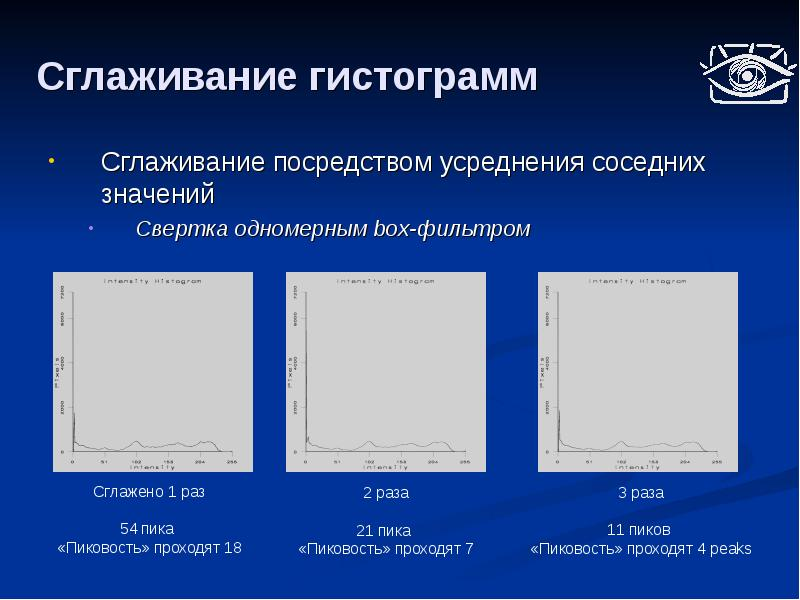 Сглаживание гистограмм
Сглаживание посредством усреднения соседних
значений
Свертка одномерным box-фильтром
Intensity Histogram
Pixels
7200
6000
4000
2000
0
0 51 102 153 204 255
Intensity
Intensity Histogram
Pixels
7200
6000
4000
2000
0
0 51 102 153 204 255
Intensity
Intensity Histogram
Pixels
7200
6000
4000
2000
0
0 51 102 153 204 255
Intensity
Сглажено 1 раз
54 пика
«Пиковость» проходят 18
2 раза
21 пика
«Пиковость» проходят 7
3 раза
11 пиков
«Пиковость» проходят 4 peaks